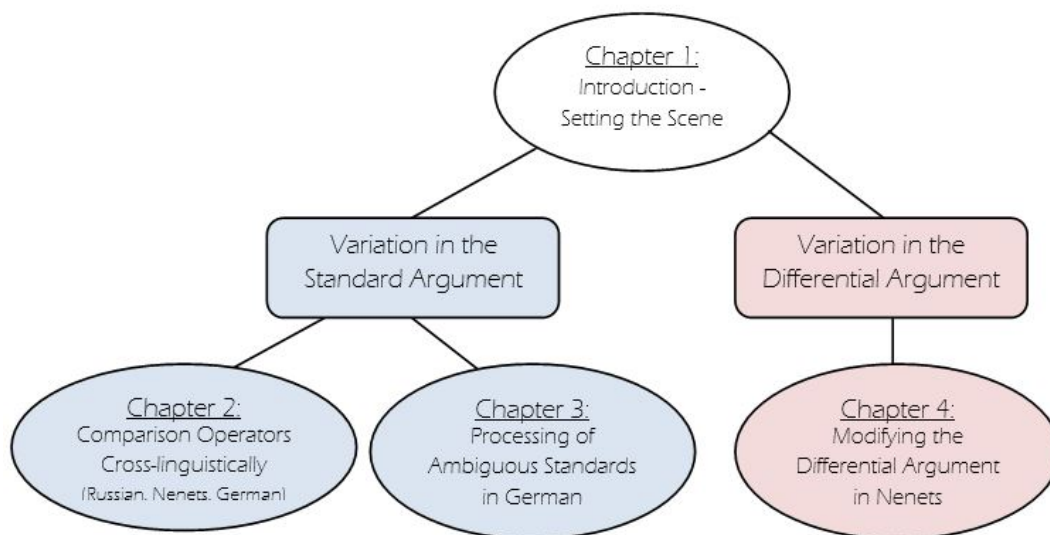 Chapter 1:
Introduction -
Setting the Scene
Variation in the
Standard Argument
Variation in the
Differential Argument
Chapter 2:
Comparison Operators
Cross-linguistically
(Russian, Nenets, German)
Chapter 3:
Processing of
Ambiguous Standards
in German
Chapter 4:
Modifying the
Differential Argument
in Nenets